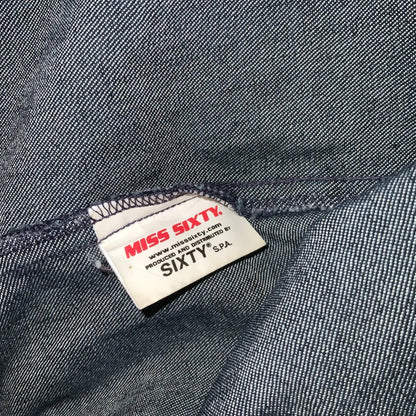 MISS SIXTY®
www.misssixty.com
PRODUCED AND DISTRIBUTED BY
SIXTY® S.P.A.